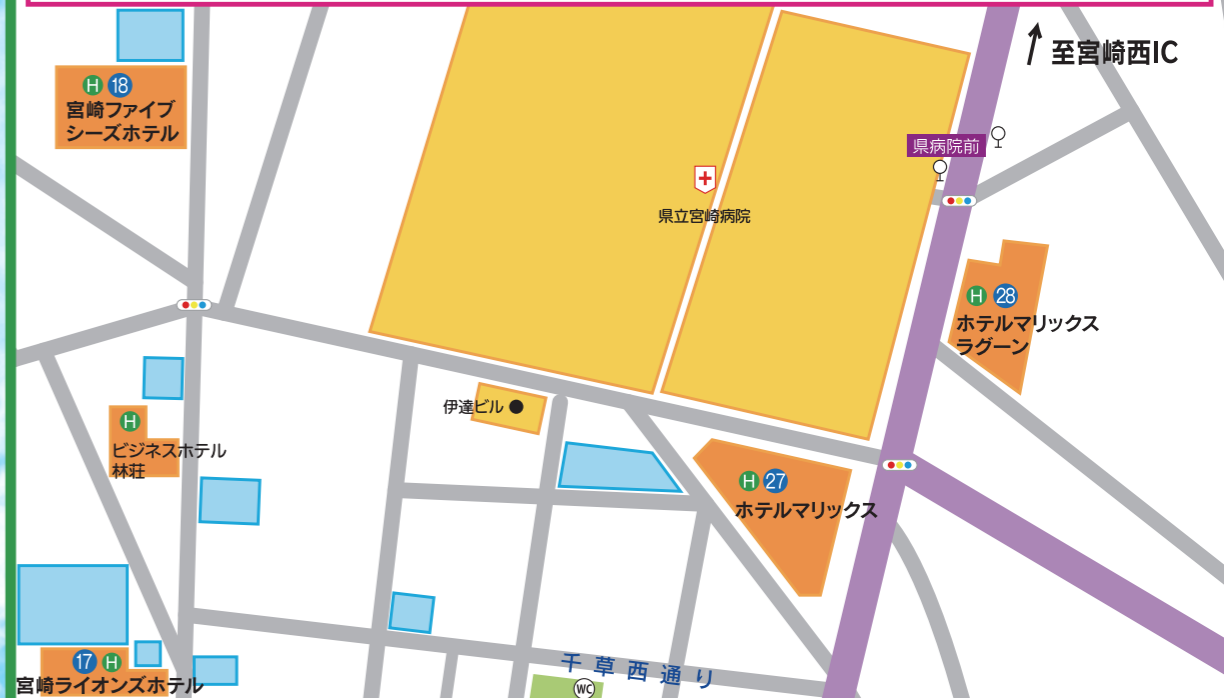 至宮崎西IC
H 18
宮崎ファイブ
シーズホテル
県病院前
県立宮崎病院
H 28
ホテルマリックス
ラグーン
伊達ビル
H
ビジネスホテル
林荘
H 27
ホテルマリックス
千草西通り
17 H
宮崎ライオンズホテル
WC